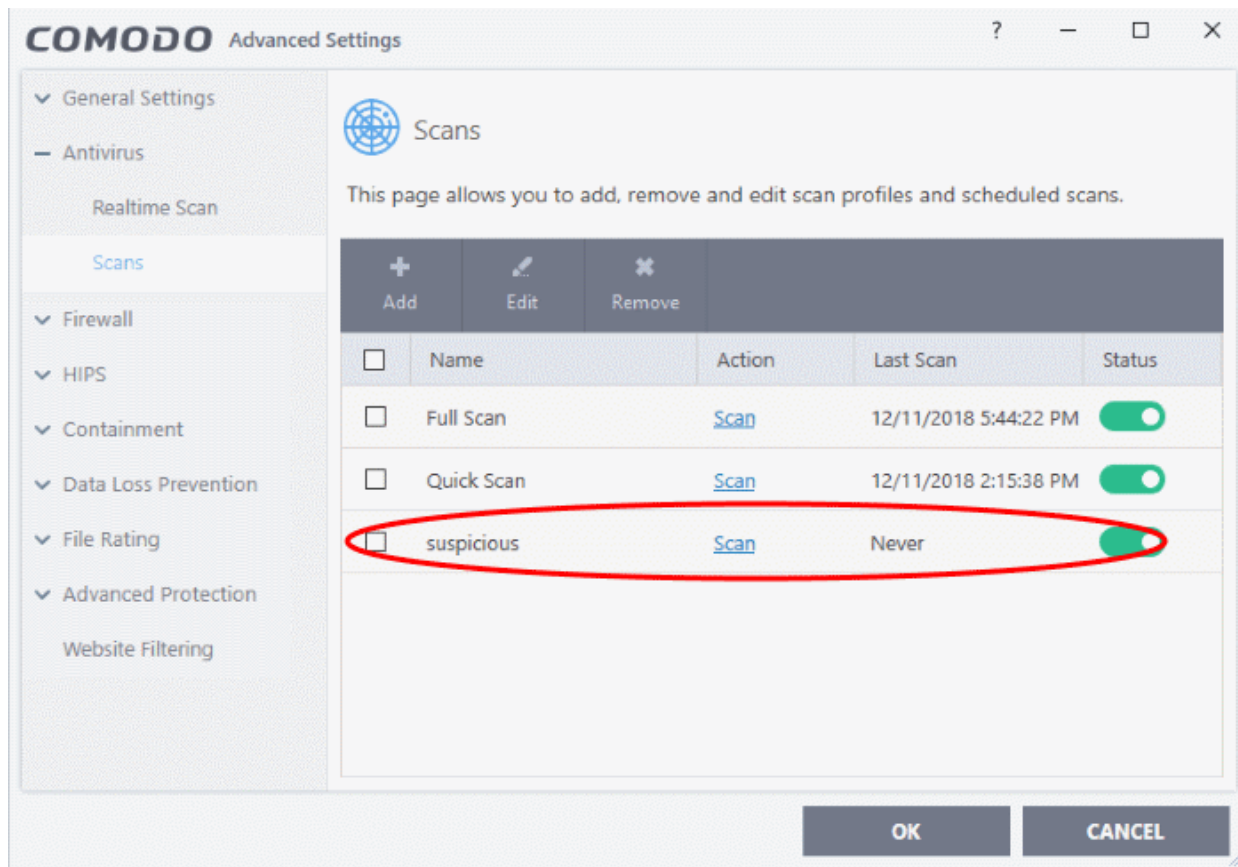 COMODO Advanced Settings
General Settings
Antivirus
Realtime Scan
Scans
Firewall
HIPS
Containment
Data Loss Prevention
File Rating
Advanced Protection
Website Filtering
Scans
This page allows you to add, remove and edit scan profiles and scheduled scans.
Add Edit Remove
Name Action Last Scan Status
Full Scan Scan 12/11/2018 5:44:22 PM
Quick Scan Scan 12/11/2018 2:15:38 PM
suspicious Scan Never
OK CANCEL